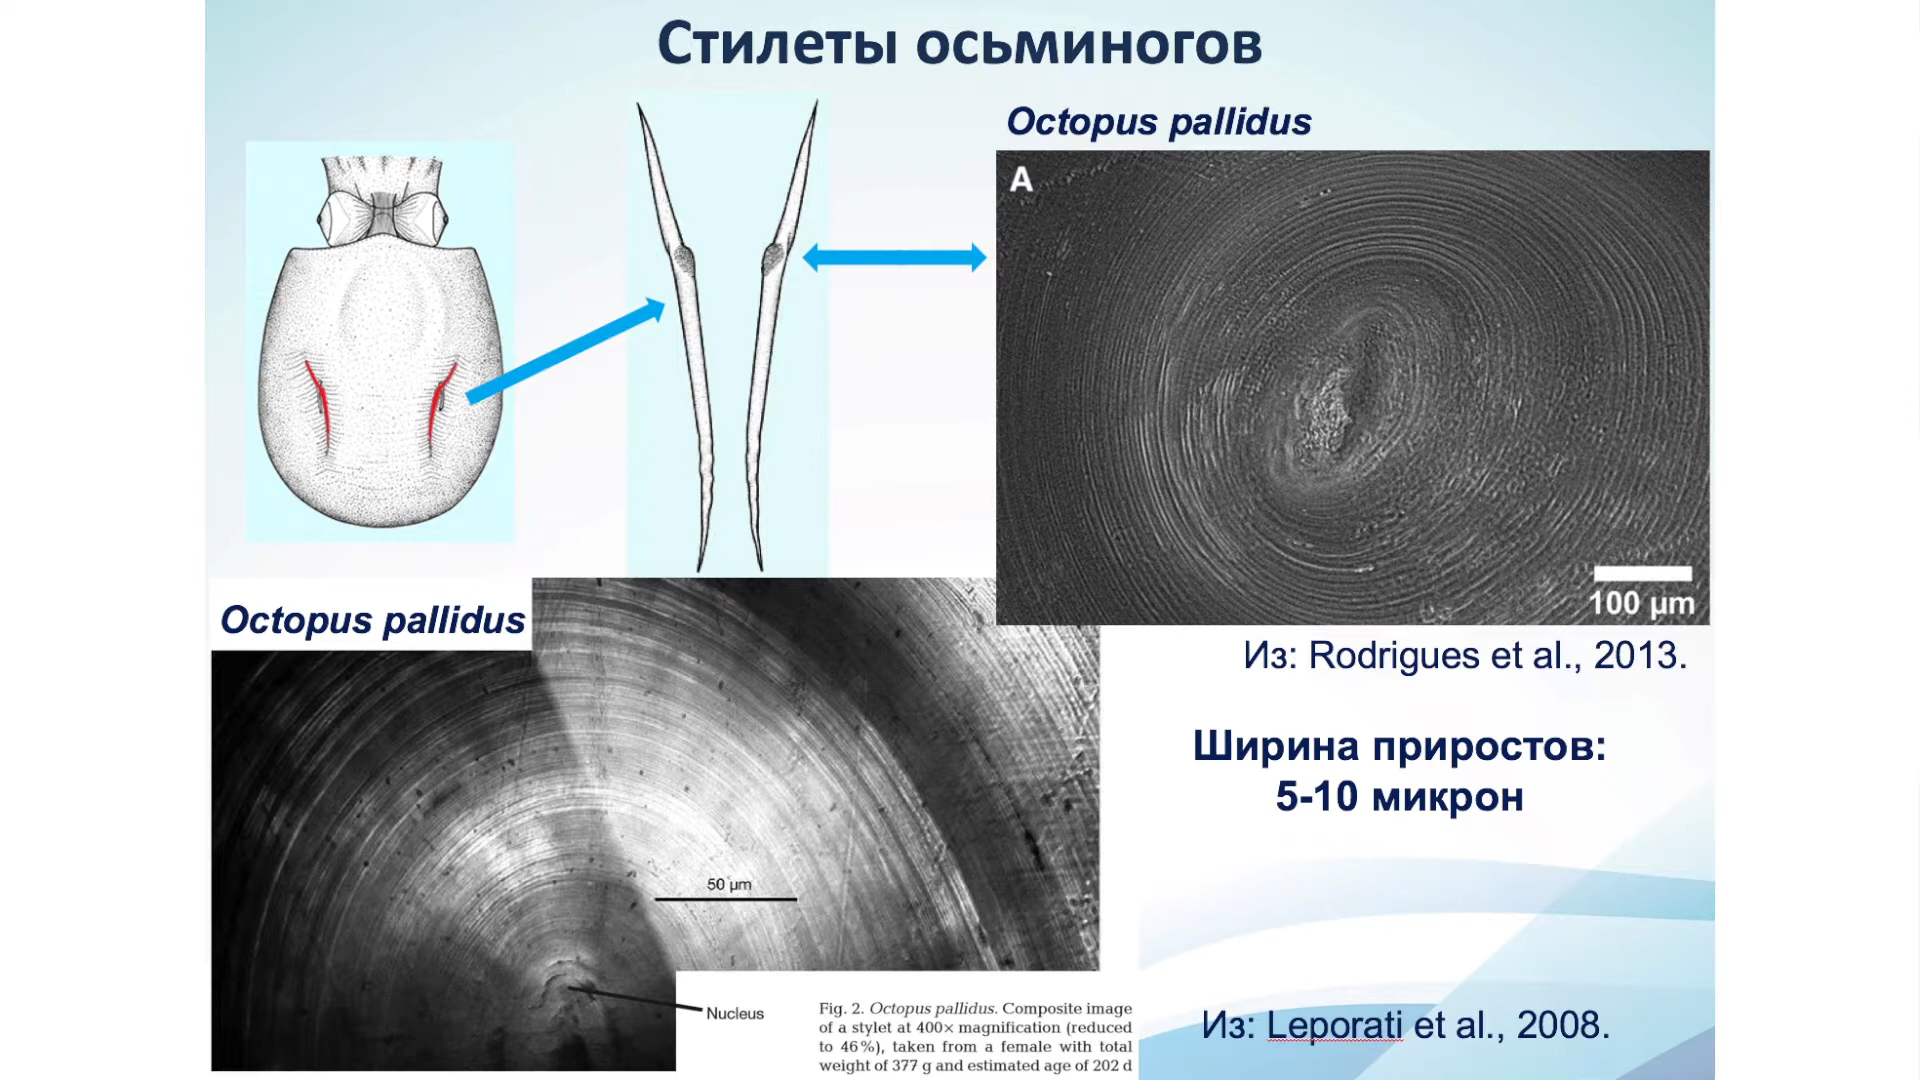 Стилеты осьминогов
Octopus pallidus
A
100 µm
Из: Rodrigues et al., 2013.
Octopus pallidus
50 µm
Nucleus
Fig. 2. Octopus pallidus. Composite image
of a stylet at 400× magnification (reduced
to 46%), taken from a female with total
weight of 377 g and estimated age of 202 d
Ширина приростов:
5-10 микрон
Из: Leporati et al., 2008.